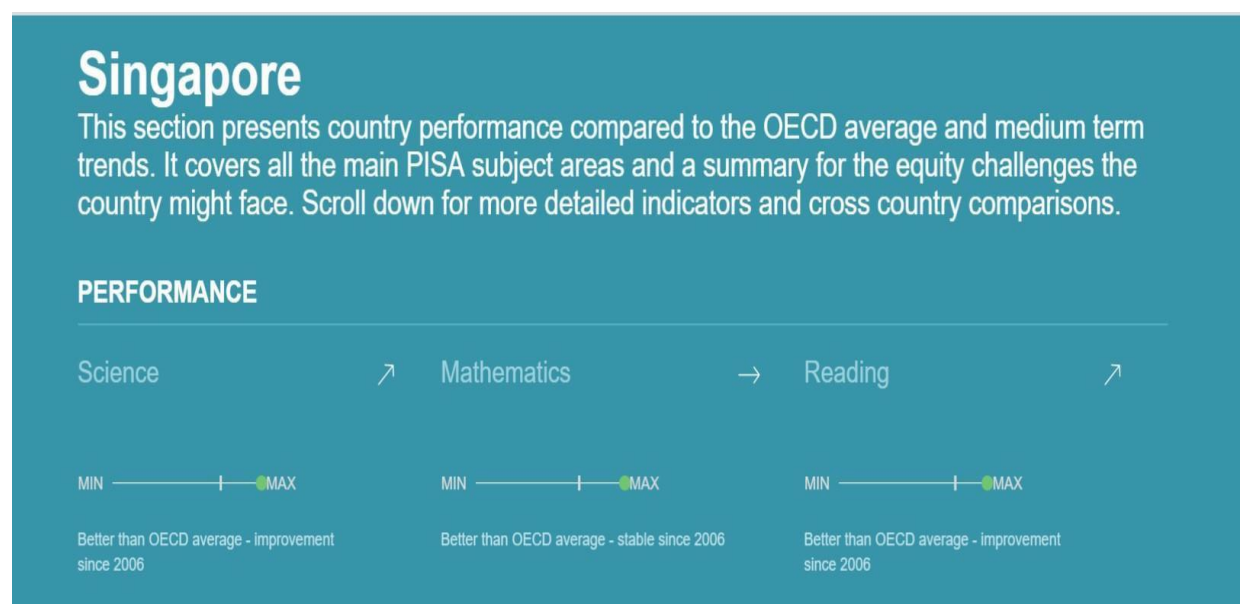 Singapore
This section presents country performance compared to the OECD average and medium term
trends. It covers all the main PISA subject areas and a summary for the equity challenges the
country might face. Scroll down for more detailed indicators and cross country comparisons.
PERFORMANCE
Science ↗ Mathematics → Reading ↗
MIN MAX MIN MAX MIN MAX
Better than OECD average - improvement
since 2006
Better than OECD average - stable since 2006
Better than OECD average - improvement
since 2006